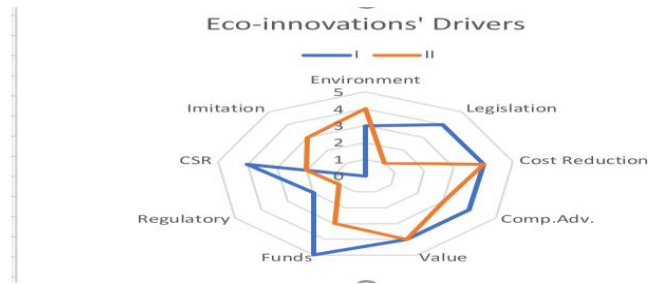 Eco-innovations' Drivers
I II
Environment
Imitation
5
Legislation
4
3
CSR
2
Cost Reduction
1
0
Regulatory
Comp.Adv.
Funds
Value